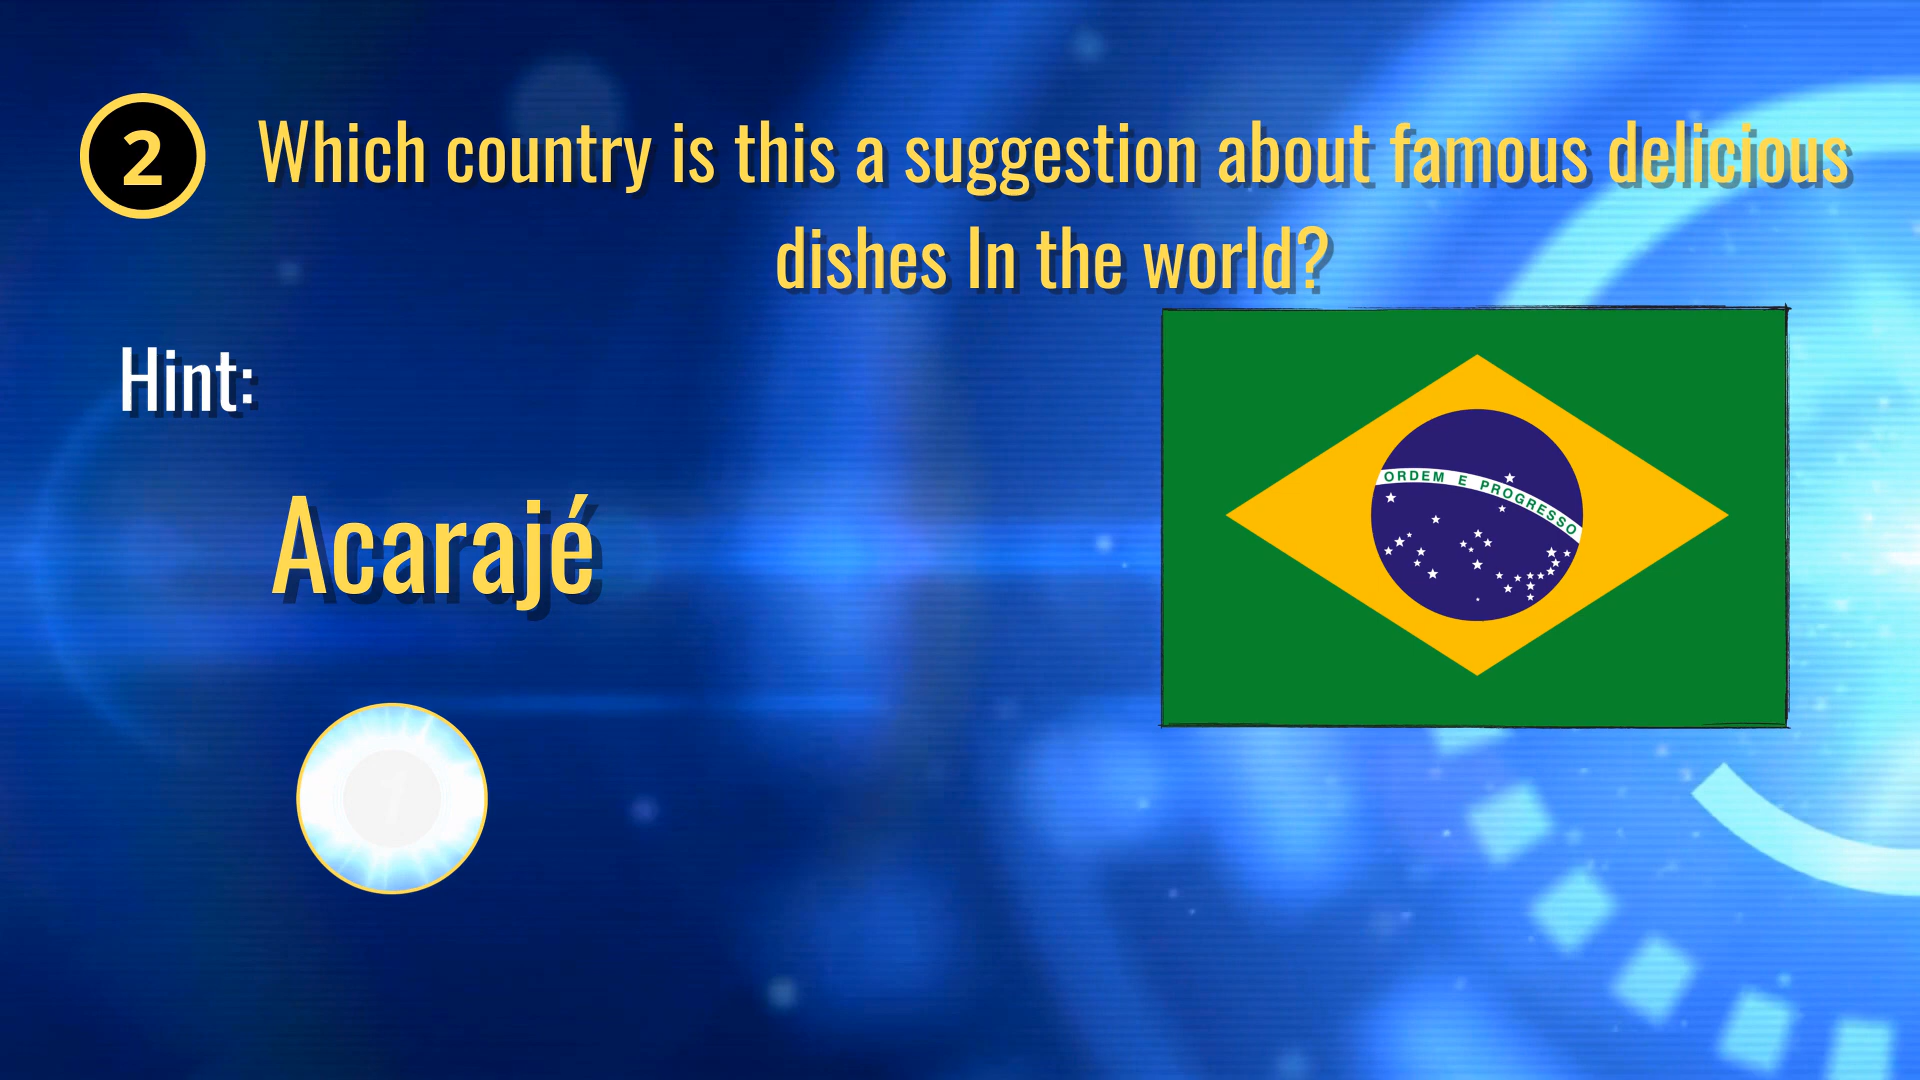 2
Which country is this a suggestion about famous delicious
dishes In the world?
Hint:
Acarajé
ORDEM E PROGRESSO